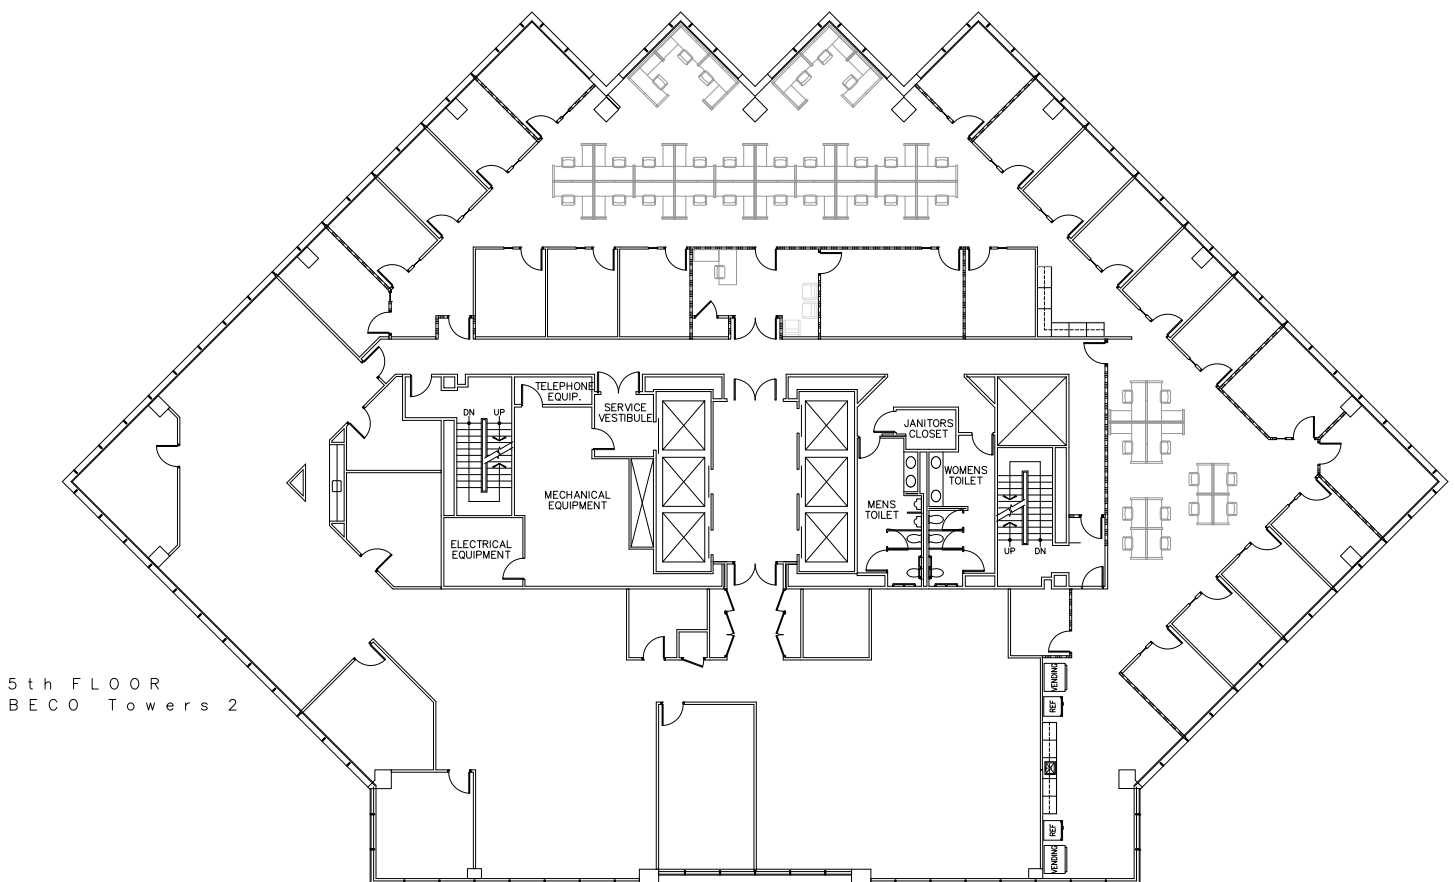 TELEPHONE
EQUIP.
SERVICE
VESTIBULE
DN
UP
JANITORS
CLOSET
WOMENS
TOILET
MECHANICAL
EQUIPMENT
MENS
TOILET
ELECTRICAL
EQUIPMENT
UP
DN
VENDING
REF
5th FLOOR
BECO Towers 2
REF
VENDING